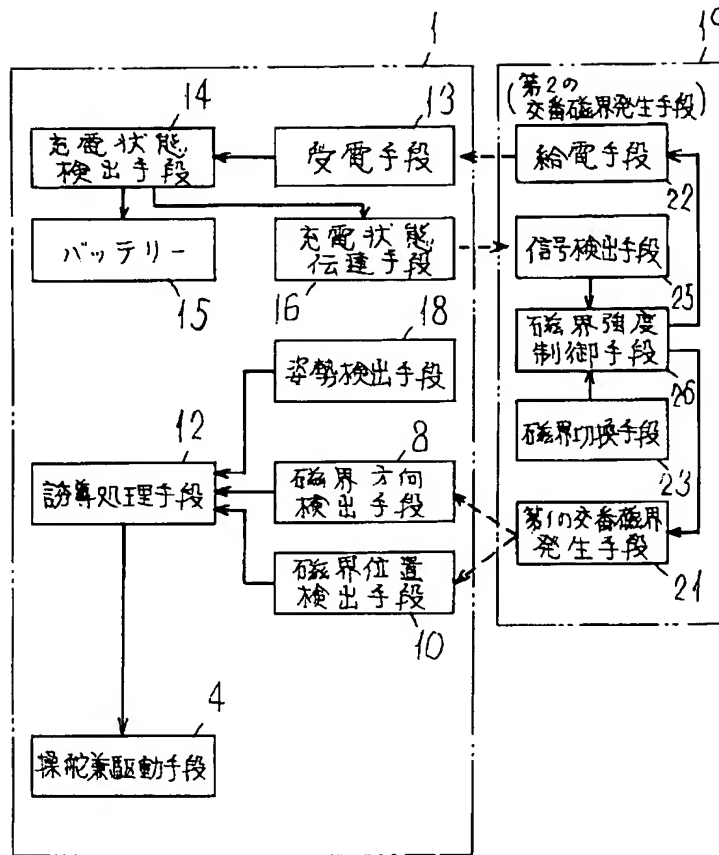 1
19
14
充電状態
検出手段
13
受電手段
(第2の
交番磁界発生手段)
給電手段
22
バッテリー
15
充電状態
伝達手段
16
信号検出手段
25
18
姿勢検出手段
磁界強度
制御手段
26
12
誘導処理手段
8
磁界方向
検出手段
磁界切換手段
23
磁界位置
検出手段
10
第1の交番磁界
発生手段
21
4
操舵兼駆動手段